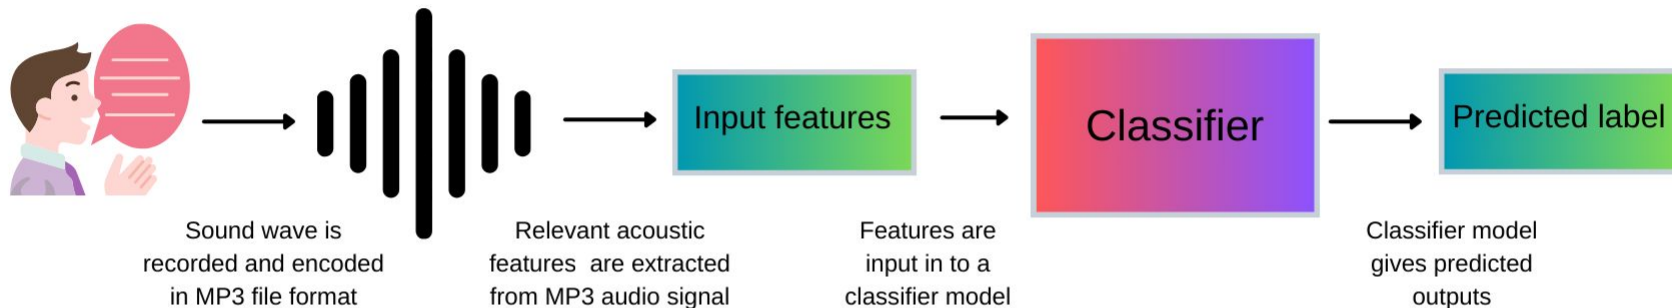 Input features
Classifier
Predicted label
Sound wave is
recorded and encoded
in MP3 file format
Relevant acoustic
features  are extracted
from MP3 audio signal
Features are
input in to a
classifier model
Classifier model
gives predicted
outputs